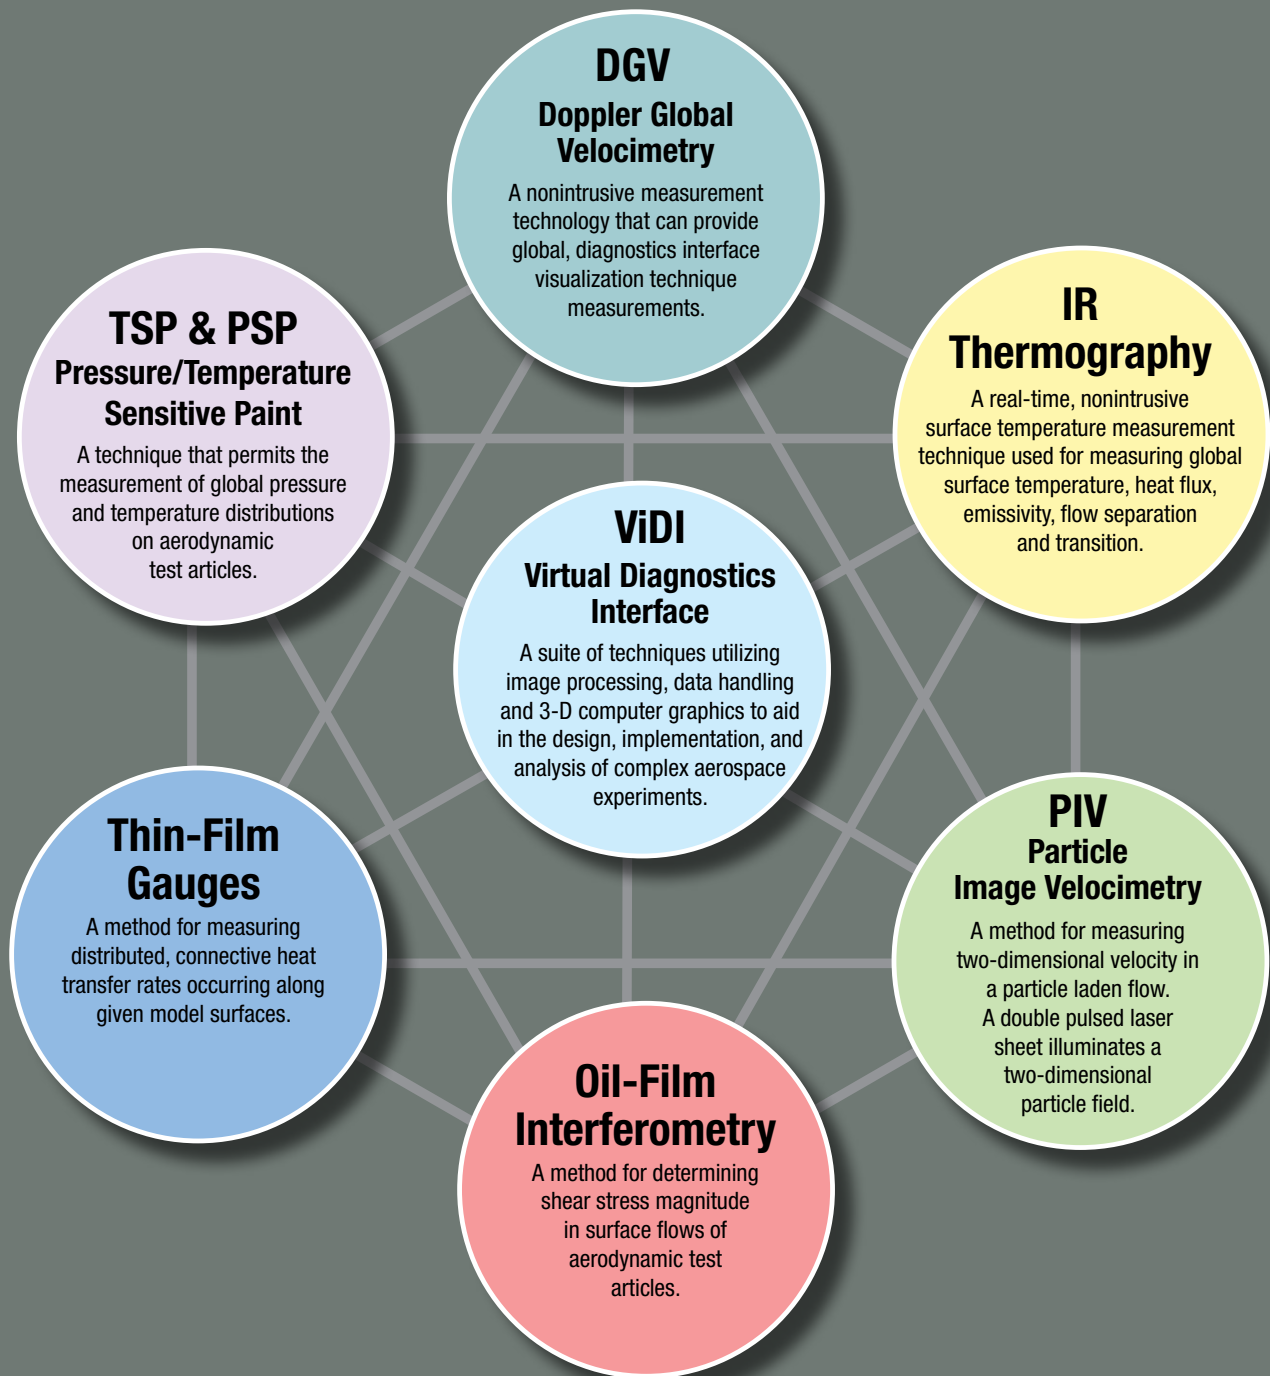 DGV
Doppler Global
Velocimetry
A nonintrusive measurement
technology that can provide
global, diagnostics interface
visualization technique
measurements.
TSP & PSP
Pressure/Temperature
Sensitive Paint
A technique that permits the
measurement of global pressure
and temperature distributions
on aerodynamic
test articles.
IR
Thermography
A real-time, nonintrusive
surface temperature measurement
technique used for measuring global
surface temperature, heat flux,
emissivity, flow separation
and transition.
ViDI
Virtual Diagnostics
Interface
A suite of techniques utilizing
image processing, data handling
and 3-D computer graphics to aid
in the design, implementation, and
analysis of complex aerospace
experiments.
Thin-Film
Gauges
A method for measuring
distributed, connective heat
transfer rates occurring along
given model surfaces.
PIV
Particle
Image Velocimetry
A method for measuring
two-dimensional velocity in
a particle laden flow.
A double pulsed laser
sheet illuminates a
two-dimensional
particle field.
Oil-Film
Interferometry
A method for determining
shear stress magnitude
in surface flows of
aerodynamic test
articles.